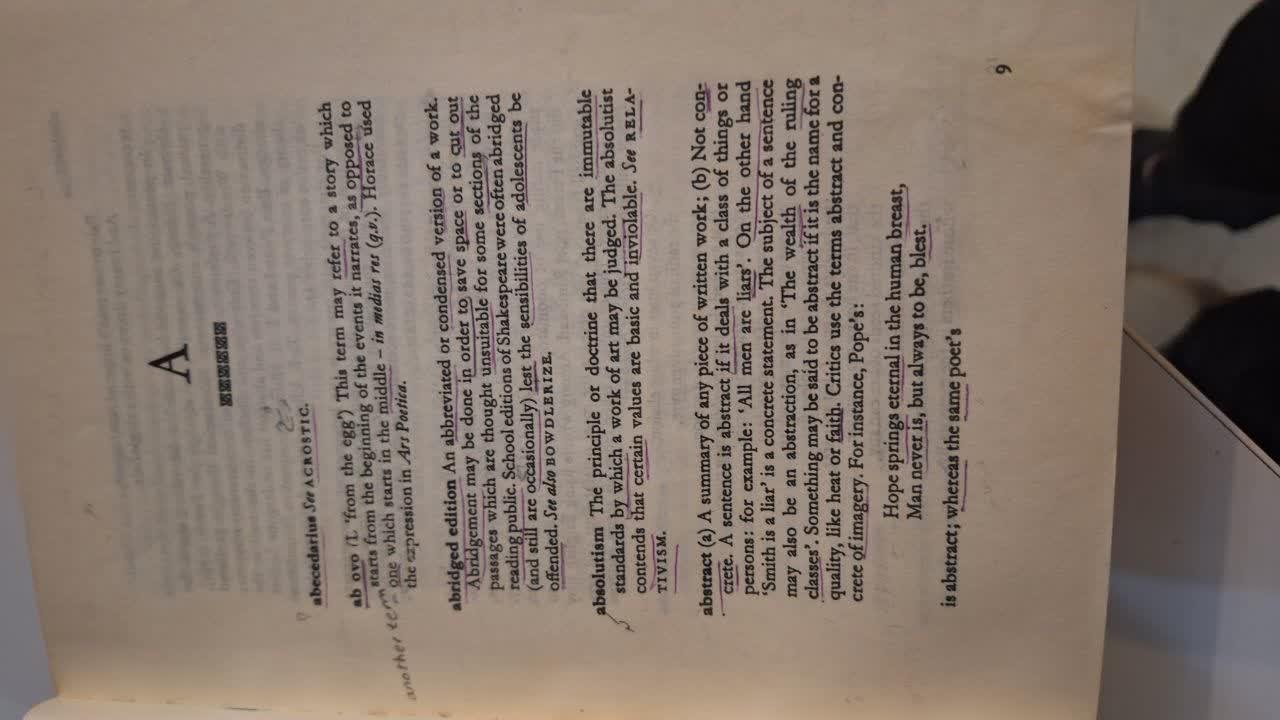 A
abecedarius See ACROSTIC.
ab ovo (L 'from the egg') This term may refer to a story which
starts from the beginning of the events it narrates, as opposed to
one which starts in the middle – in medias res (q.v.). Horace used
the expression in Ars Poetica.
another term
abridged edition An abbreviated or condensed version of a work.
Abridgement may be done in order to save space or to cut out
passages which are thought unsuitable for some sections of the
reading public. School editions of Shakespeare were often abridged
(and still are occasionally) lest the sensibilities of adolescents be
offended. See also BOWDLERIZE.
absolutism The principle or doctrine that there are immutable
standards by which a work of art may be judged. The absolutist
contends that certain values are basic and inviolable. See RELA-
TIVISM.
abstract (a) A summary of any piece of written work; (b) Not con-
crete. A sentence is abstract if it deals with a class of things or
persons: for example: 'All men are liars'. On the other hand
'Smith is a liar' is a concrete statement. The subject of a sentence
may also be an abstraction, as in 'The wealth of the ruling
classes'. Something may be said to be abstract if it is the name for a
quality, like heat or faith. Critics use the terms abstract and con-
crete of imagery. For instance, Pope's:
Hope springs eternal in the human breast,
Man never is, but always to be, blest,
is abstract; whereas the same poet's
9